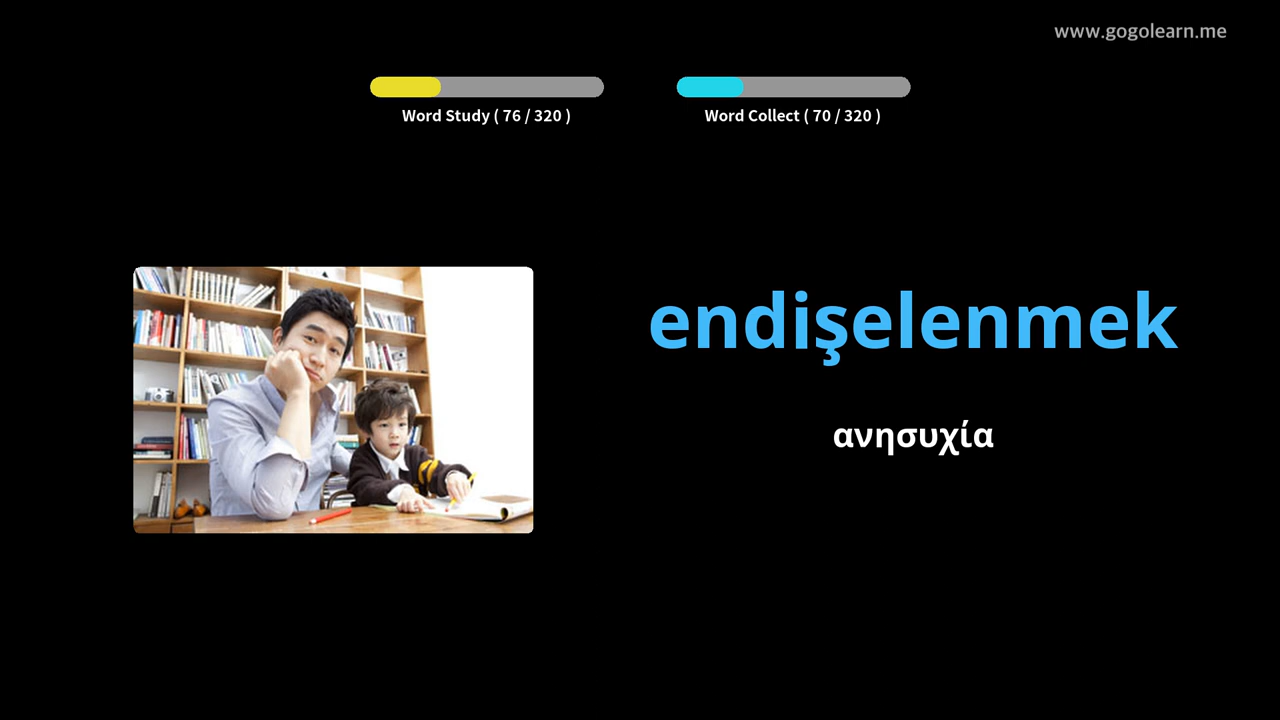 www.gogolearn.me
Word Study ( 76 / 320 )
Word Collect ( 70 / 320 )
endişelenmek
ανησυχία